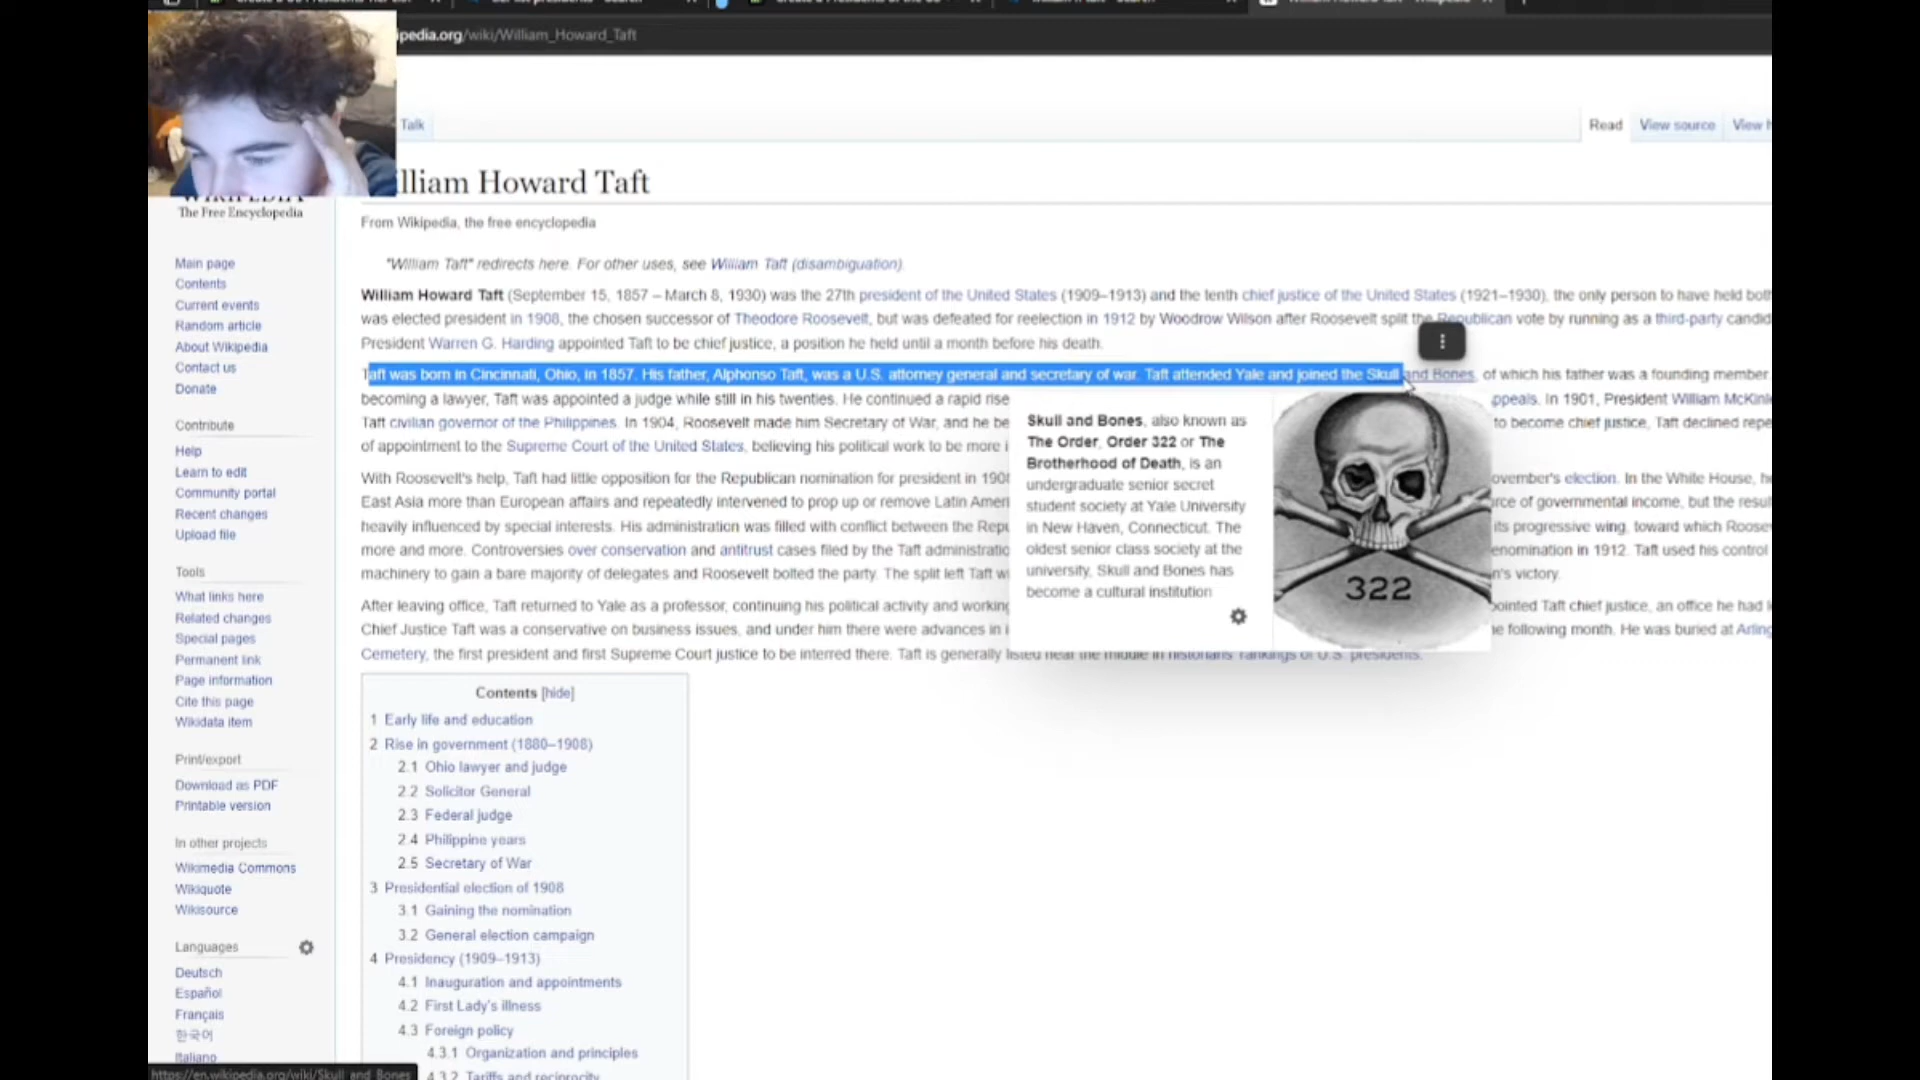 ipedia.org/wiki/William_Howard_Taft
Talk
Read View source View h
lliam Howard Taft
The Free Encyclopedia
From Wikipedia, the free encyclopedia
"William Taft" redirects here. For other uses, see William Taft (disambiguation).
William Howard Taft (September 15, 1857 – March 8, 1930) was the 27th president of the United States (1909–1913) and the tenth chief justice of the United States (1921–1930), the only person to have held bot
was elected president in 1908, the chosen successor of Theodore Roosevelt, but was defeated for reelection in 1912 by Woodrow Wilson after Roosevelt split the Republican vote by running as a third-party candid
President Warren G. Harding appointed Taft to be chief justice, a position he held until a month before his death.
Taft was born in Cincinnati, Ohio, in 1857. His father, Alphonso Taft, was a U.S. attorney general and secretary of war. Taft attended Yale and joined the Skull and Bones, of which his father was a founding member
becoming a lawyer, Taft was appointed a judge while still in his twenties. He continued a rapid rise ppeals. In 1901, President William McKinl
Taft civilian governor of the Philippines. In 1904, Roosevelt made him Secretary of War, and he be to become chief justice, Taft declined repe
of appointment to the Supreme Court of the United States, believing his political work to be more i
With Roosevelt's help, Taft had little opposition for the Republican nomination for president in 190 ovember's election. In the White House, he
East Asia more than European affairs and repeatedly intervened to prop up or remove Latin Ameri rce of governmental income, but the resul
heavily influenced by special interests. His administration was filled with conflict between the Repu its progressive wing, toward which Roose
more and more. Controversies over conservation and antitrust cases filed by the Taft administratio enomination in 1912. Taft used his control
machinery to gain a bare majority of delegates and Roosevelt bolted the party. The split left Taft w n's victory.
After leaving office, Taft returned to Yale as a professor, continuing his political activity and working pointed Taft chief justice, an office he had l
Chief Justice Taft was a conservative on business issues, and under him there were advances in i e following month. He was buried at Arling
Cemetery, the first president and first Supreme Court justice to be interred there. Taft is generally listed near the middle in historians' rankings of U.S. presidents.
Skull and Bones, also known as
The Order, Order 322 or The
Brotherhood of Death, is an
undergraduate senior secret
student society at Yale University
in New Haven, Connecticut. The
oldest senior class society at the
university, Skull and Bones has
become a cultural institution
322
Main page
Contents
Current events
Random article
About Wikipedia
Contact us
Donate
Contribute
Help
Learn to edit
Community portal
Recent changes
Upload file
Tools
What links here
Related changes
Special pages
Permanent link
Page information
Cite this page
Wikidata item
Print/export
Download as PDF
Printable version
In other projects
Wikimedia Commons
Wikiquote
Wikisource
Languages
Deutsch
Español
Français
한국어
Italiano
Contents [hide]
1 Early life and education
2 Rise in government (1880–1908)
2.1 Ohio lawyer and judge
2.2 Solicitor General
2.3 Federal judge
2.4 Philippine years
2.5 Secretary of War
3 Presidential election of 1908
3.1 Gaining the nomination
3.2 General election campaign
4 Presidency (1909–1913)
4.1 Inauguration and appointments
4.2 First Lady's illness
4.3 Foreign policy
4.3.1 Organization and principles
4.3.2 Tariffs and reciprocity
https://en.wikipedia.org/wiki/Skull_and_Bones